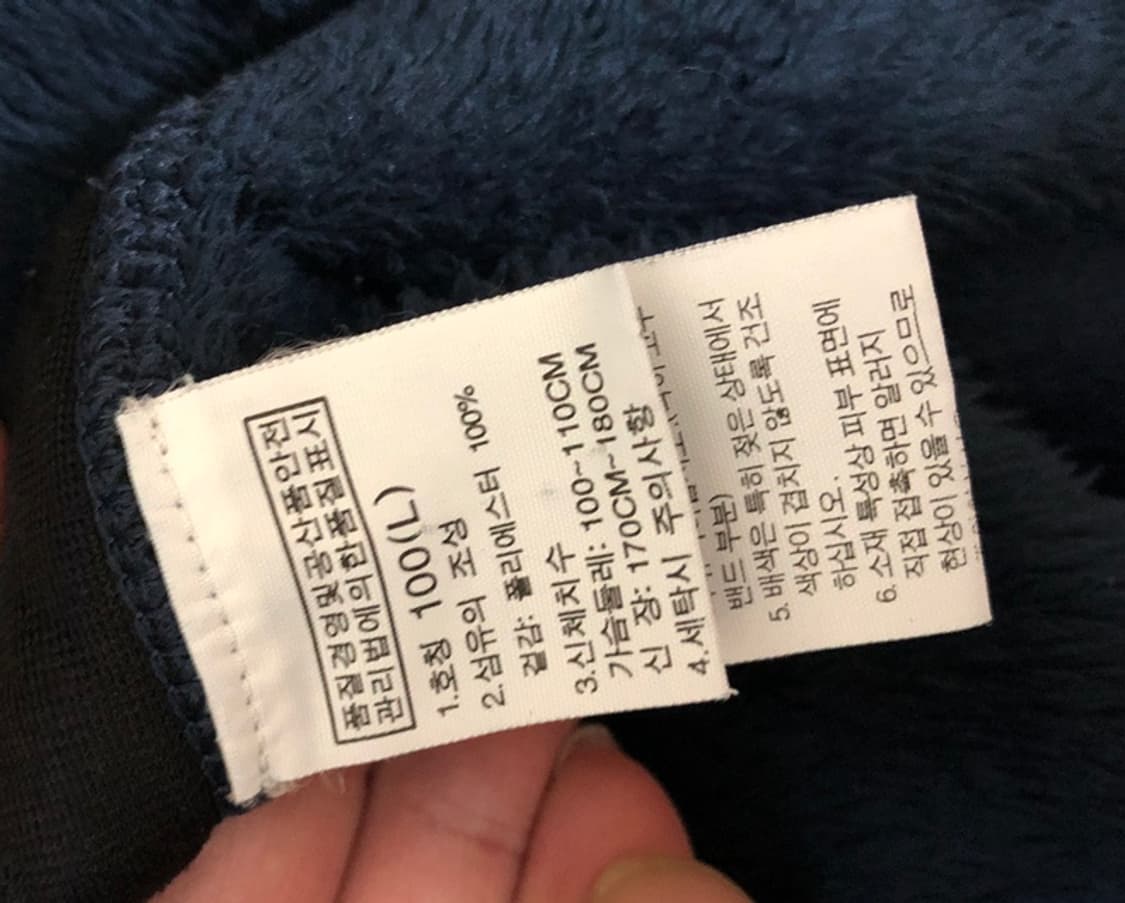 품질경영및공산품안전
관리법에의한품질표시
1.호칭 100(L)
2.섬유의 조성
겉감: 폴리에스터 100%
3.신체치수
가슴둘레: 100~110CM
신 장: 170CM~180CM
4.세탁시 주의사항
밴드 부분)
5. 배색은 특히 젖은 상태에서
색상이 겹치지 않도록 건조
하십시오.
6. 소재 특성상 피부 표면에
직접 접촉하면 알러지
현상이 있을 수 있으므로